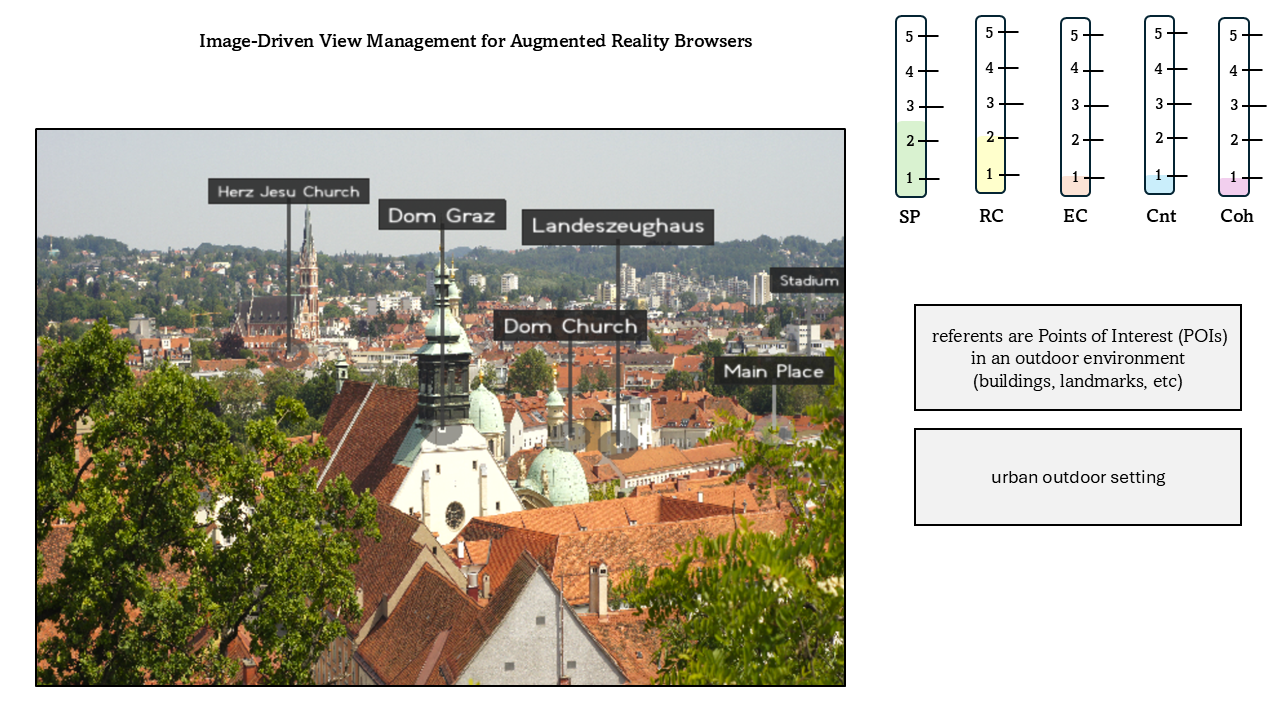 Image-Driven View Management for Augmented Reality Browsers
5 5 5 5 5
4 4 4 4 4
3 3 3 3 3
2 2 2 2 2
1 1 1 1 1
SP RC EC Cnt Coh
Herz Jesu Church
Dom Graz
Landeszeughaus
Stadium
Dom Church
Main Place
referents are Points of Interest (POIs)
in an outdoor environment
(buildings, landmarks, etc)
urban outdoor setting